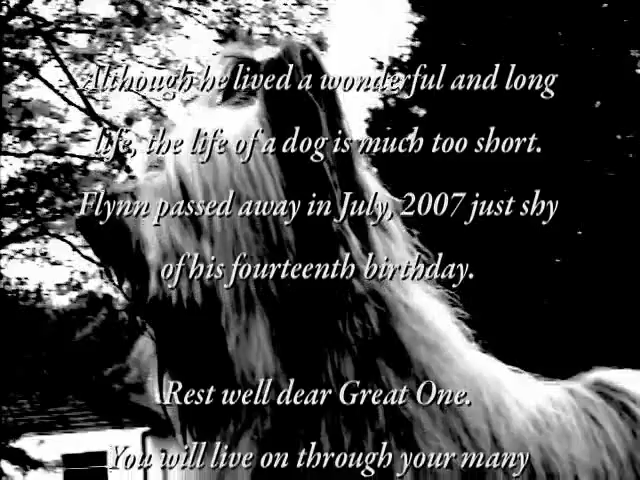 Although he lived a wonderful and long
life, the life of a dog is much too short.
Flynn passed away in July, 2007 just shy
of his fourteenth birthday.
Rest well dear Great One.
You will live on through your many